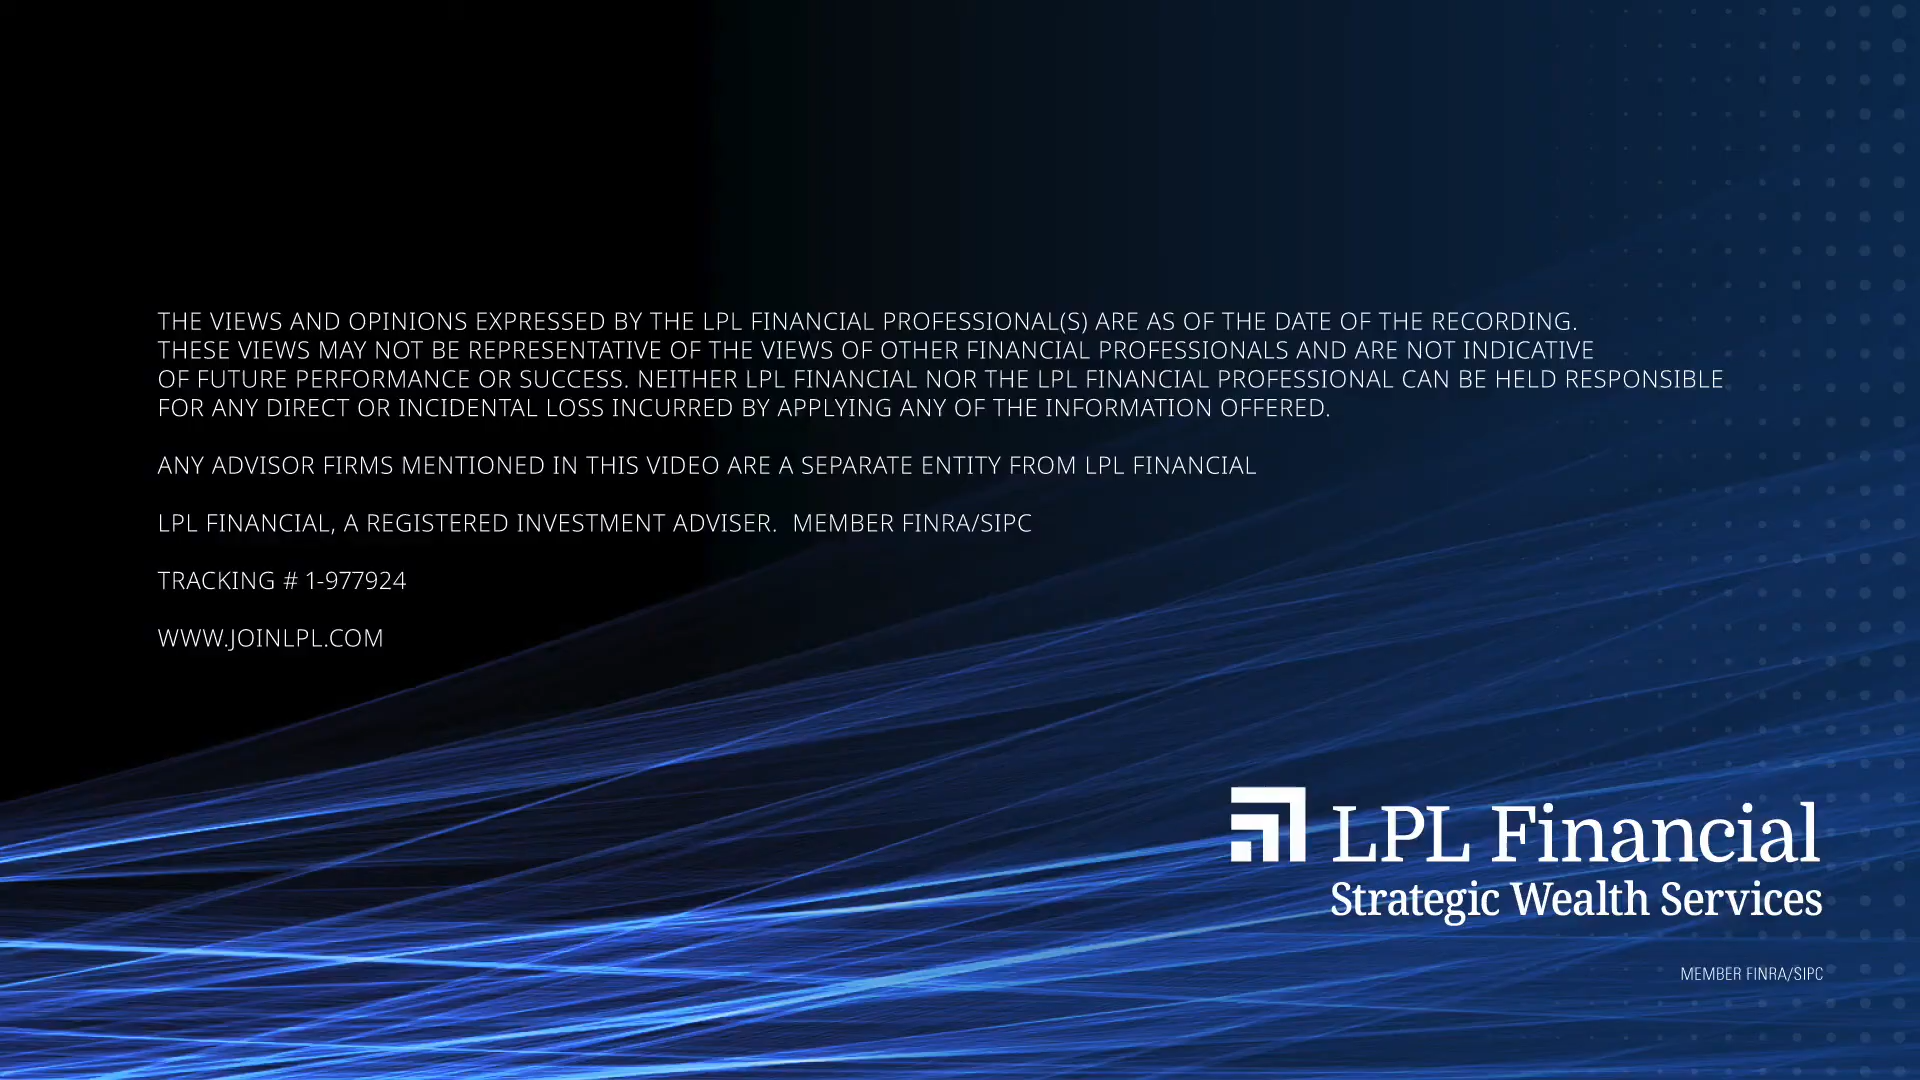 THE VIEWS AND OPINIONS EXPRESSED BY THE LPL FINANCIAL PROFESSIONAL(S) ARE AS OF THE DATE OF THE RECORDING.
THESE VIEWS MAY NOT BE REPRESENTATIVE OF THE VIEWS OF OTHER FINANCIAL PROFESSIONALS AND ARE NOT INDICATIVE
OF FUTURE PERFORMANCE OR SUCCESS. NEITHER LPL FINANCIAL NOR THE LPL FINANCIAL PROFESSIONAL CAN BE HELD RESPONSIBLE
FOR ANY DIRECT OR INCIDENTAL LOSS INCURRED BY APPLYING ANY OF THE INFORMATION OFFERED.
ANY ADVISOR FIRMS MENTIONED IN THIS VIDEO ARE A SEPARATE ENTITY FROM LPL FINANCIAL
LPL FINANCIAL, A REGISTERED INVESTMENT ADVISER.  MEMBER FINRA/SIPC
TRACKING # 1-977924
WWW.JOINLPL.COM
LPL Financial
Strategic Wealth Services
MEMBER FINRA/SIPC